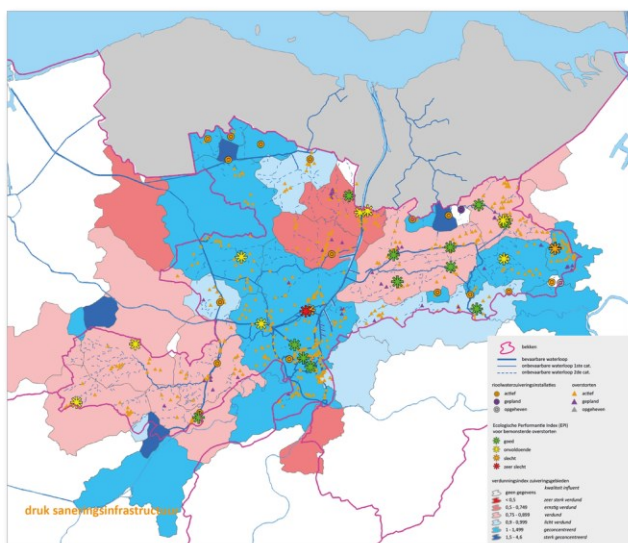 bekken
bevaarbare waterloop
onbevaarbare waterloop 1ste cat.
onbevaarbare waterloop 2de cat.
rioolwaterzuiveringsinstallaties
overstorten
actief
actief
gepland
gepland
opgeheven
opgeheven
Ecologische Performantie Index (EPI)
voor bemonsterde overstorten
goed
onvoldoende
slecht
zeer slecht
verdunningsindex zuiveringsgebieden
kwaliteit influent
geen gegevens
< 0,5 zeer sterk verdund
0,5 - 0,749 ernstig verdund
0,75 - 0,899 verdund
0,9 - 0,999 licht verdund
1 - 1,499 geconcentreerd
1,5 - 4,6 sterk geconcentreerd
druk saneringsinfrastructuur